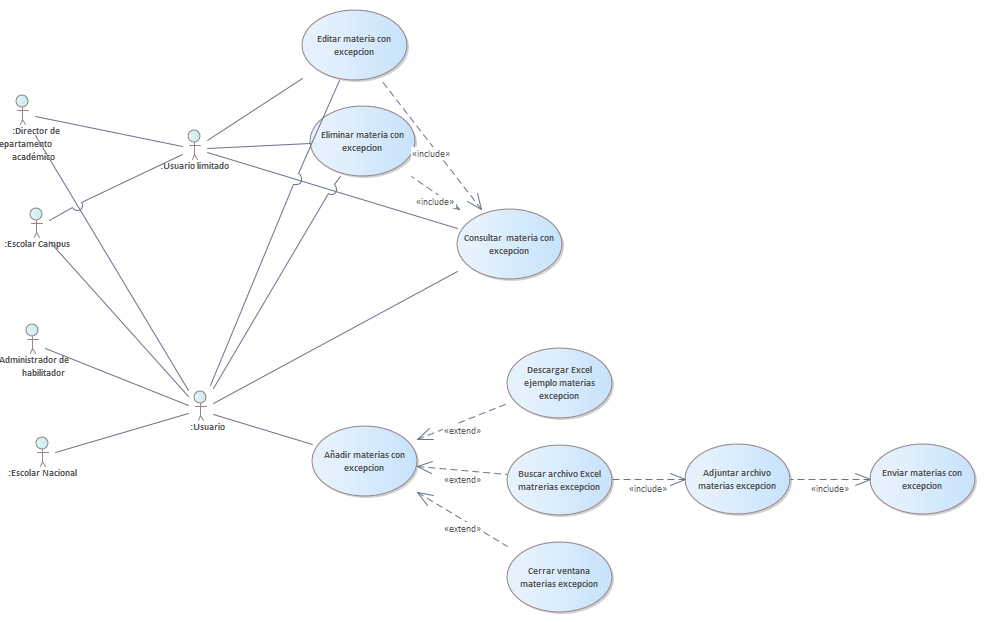 Editar materia con
excepcion
Eliminar materia con
excepcion
:Director de
epartamento
académico
:Usuario limitado
«include»
«include»
:Escolar Campus
Consultar materia con
excepcion
Administrador de
habilitador
Descargar Excel
ejemplo materias
excepcion
:Usuario
«extend»
:Escolar Nacional
Añadir materias con
excepcion
Buscar archivo Excel
matrerias excepcion
«extend»
«include»
Adjuntar archivo
materias excepcion
«include»
Enviar materias con
excepcion
«extend»
Cerrar ventana
materias excepcion